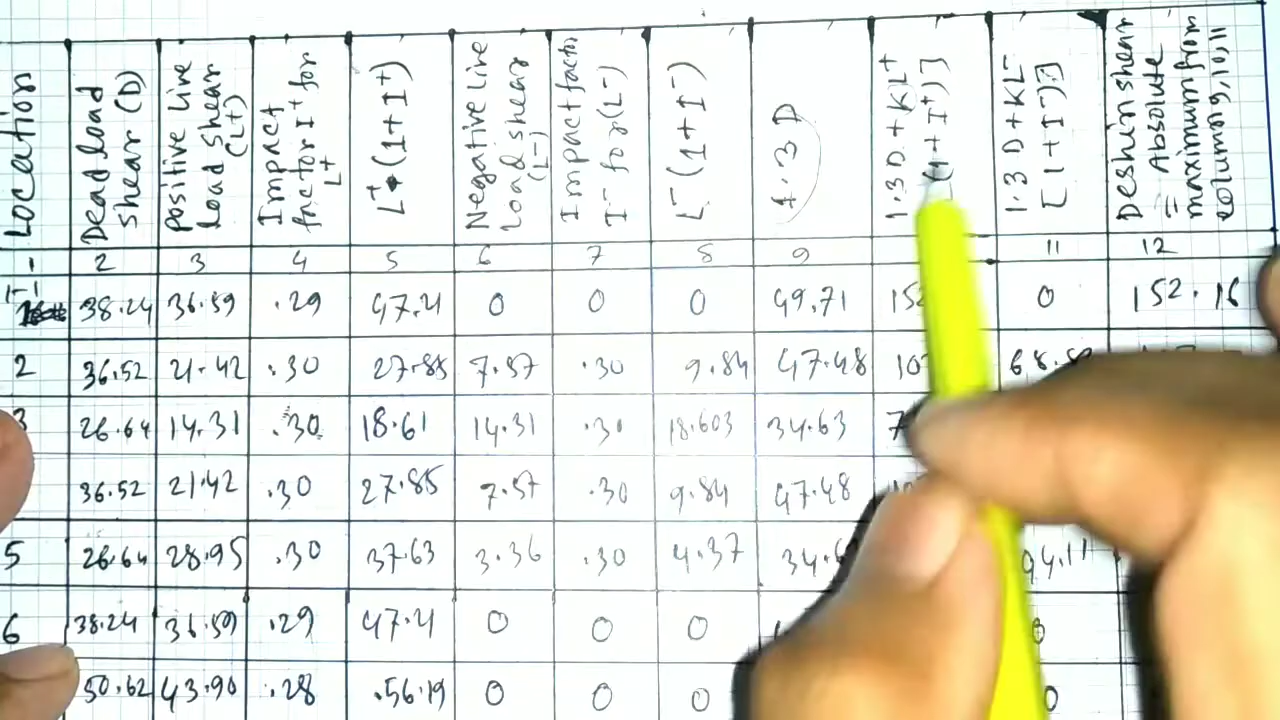 Location
Dead load
shear (D)
Positive live
load shear
(L+)
Impact
factor I+ for
L+
L+ (1+I+)
Negative live
load shear
(L-)
Impact factor
I- for (L-)
L- (1+I-)
1.3 D
1.3 D + KL+
[(1+I+)]
1.3 D + KL-
[1+I-)]
Deshin shear
= Absolute
maximum from
column 9,10,11
1 2 3 4 5 6 7 8 9 11 12
38.24 36.59 .29 47.21 0 0 0 49.71 0 152.16
2 36.52 21.42 .30 27.85 7.57 .30 9.84 47.48
3 26.64 14.31 .30 18.61 14.31 .30 18.603 34.63
36.52 21.42 .30 27.85 7.57 .30 9.84 47.48
5 26.64 28.95 .30 37.63 3.36 .30 4.37 94.11
6 38.24 36.59 .29 47.21 0 0 0
50.62 43.90 .28 .56.19 0 0 0